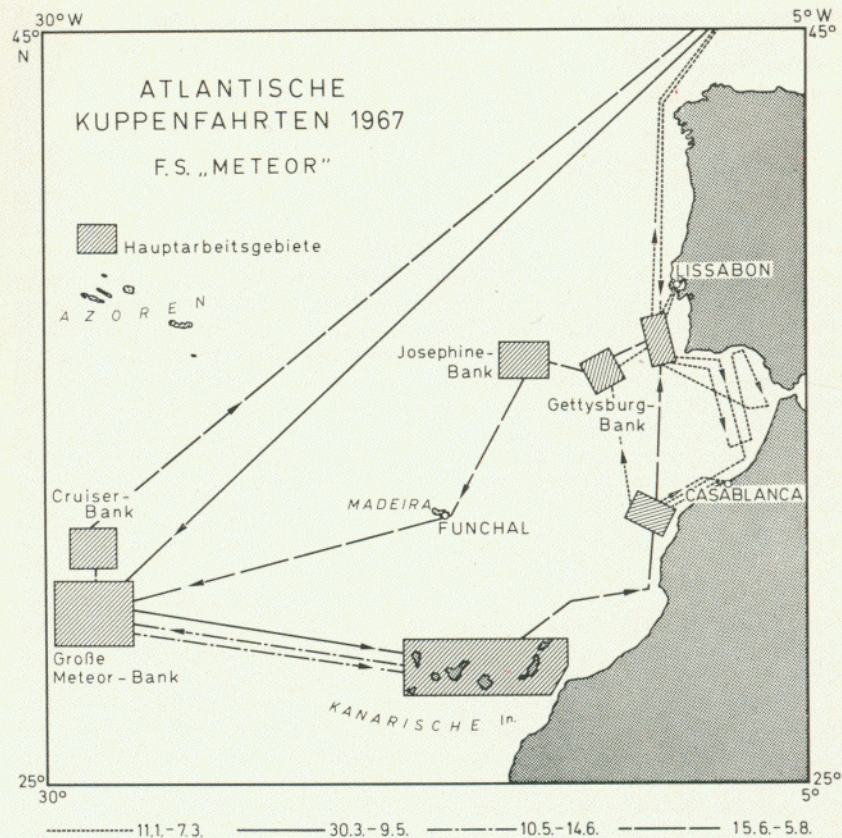 30° W
5° W
45°
N
45°
ATLANTISCHE
KUPPENFAHRTEN 1967
F.S. „METEOR”
Hauptarbeitsgebiete
AZOREN
LISSABON
Josephine-
Bank
Gettysburg-
Bank
Cruiser-
Bank
MADEIRA
FUNCHAL
CASABLANCA
Große
Meteor-Bank
KANARISCHE In.
25°
25°
30°
5°
11.1.-7.3.
30.3.-9.5.
10.5.-14.6.
15.6.-5.8.